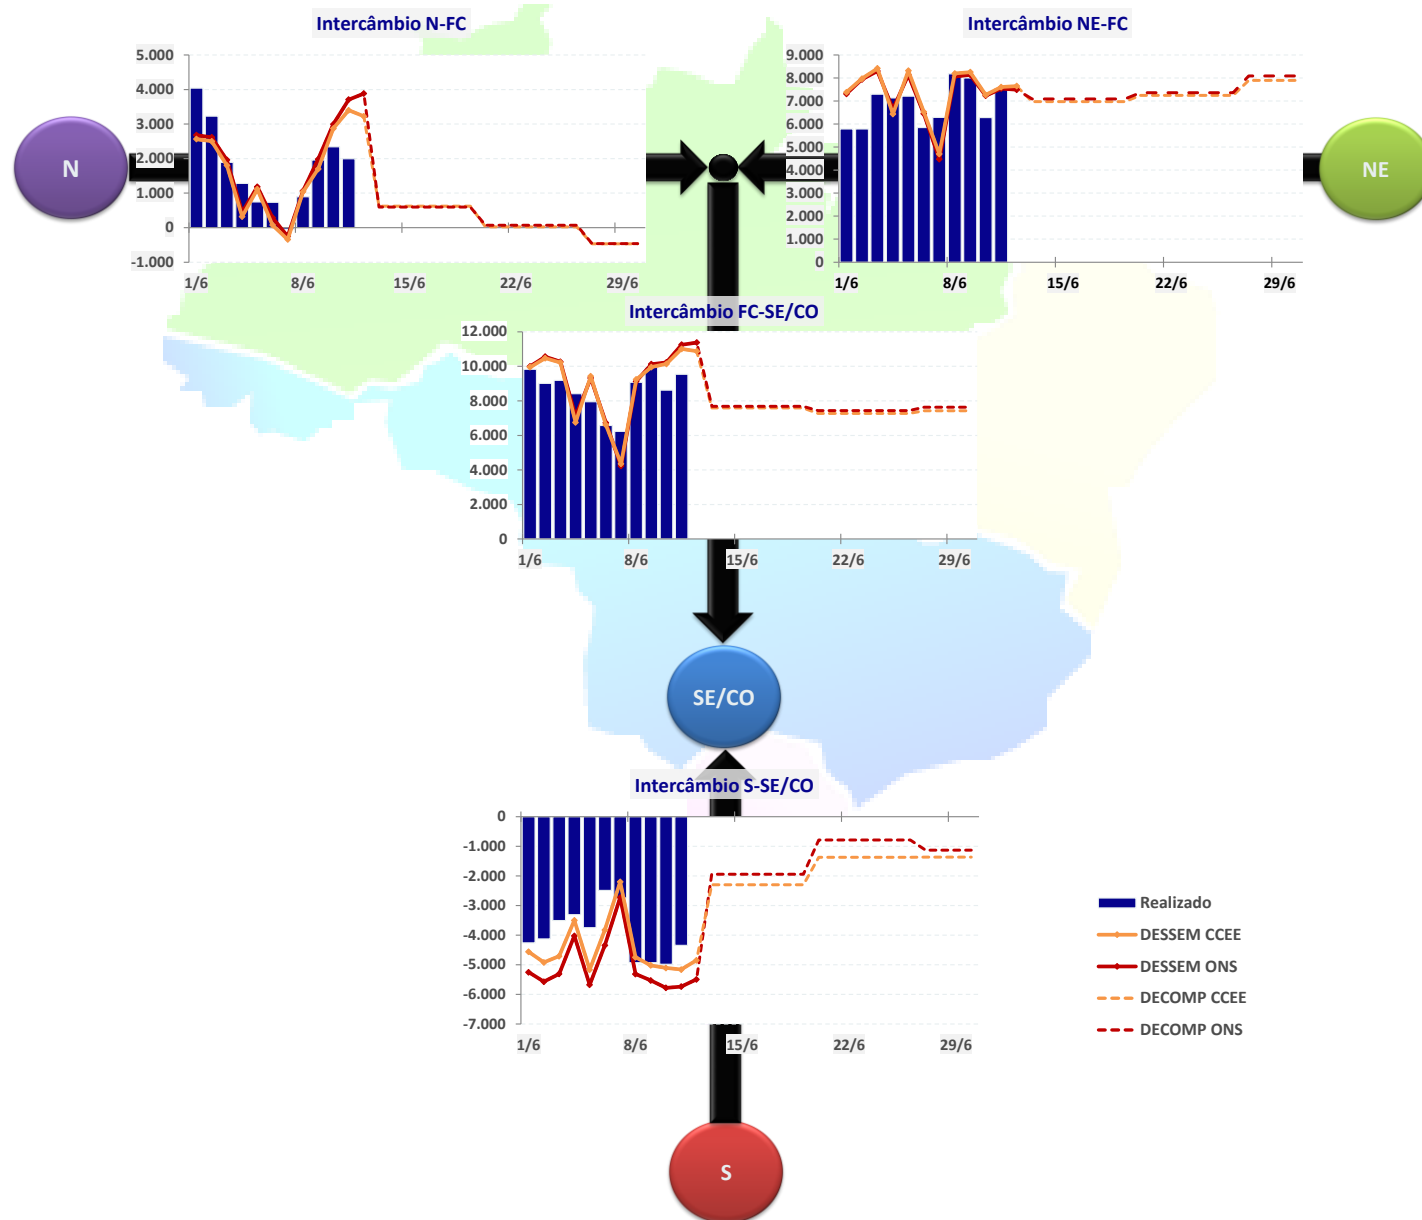 Intercâmbio N-FC
5.000
4.000
3.000
2.000
1.000
0
-1.000
1/6 8/6 15/6 22/6 29/6
Intercâmbio NE-FC
9.000
8.000
7.000
6.000
5.000
4.000
3.000
2.000
1.000
0
1/6 8/6 15/6 22/6 29/6
N
NE
Intercâmbio FC-SE/CO
12.000
10.000
8.000
6.000
4.000
2.000
0
1/6 8/6 15/6 22/6 29/6
SE/CO
Intercâmbio S-SE/CO
0
-1.000
-2.000
-3.000
-4.000
-5.000
-6.000
-7.000
1/6 8/6 15/6 22/6 29/6
Realizado
DESSEM CCEE
DESSEM ONS
DECOMP CCEE
DECOMP ONS
S